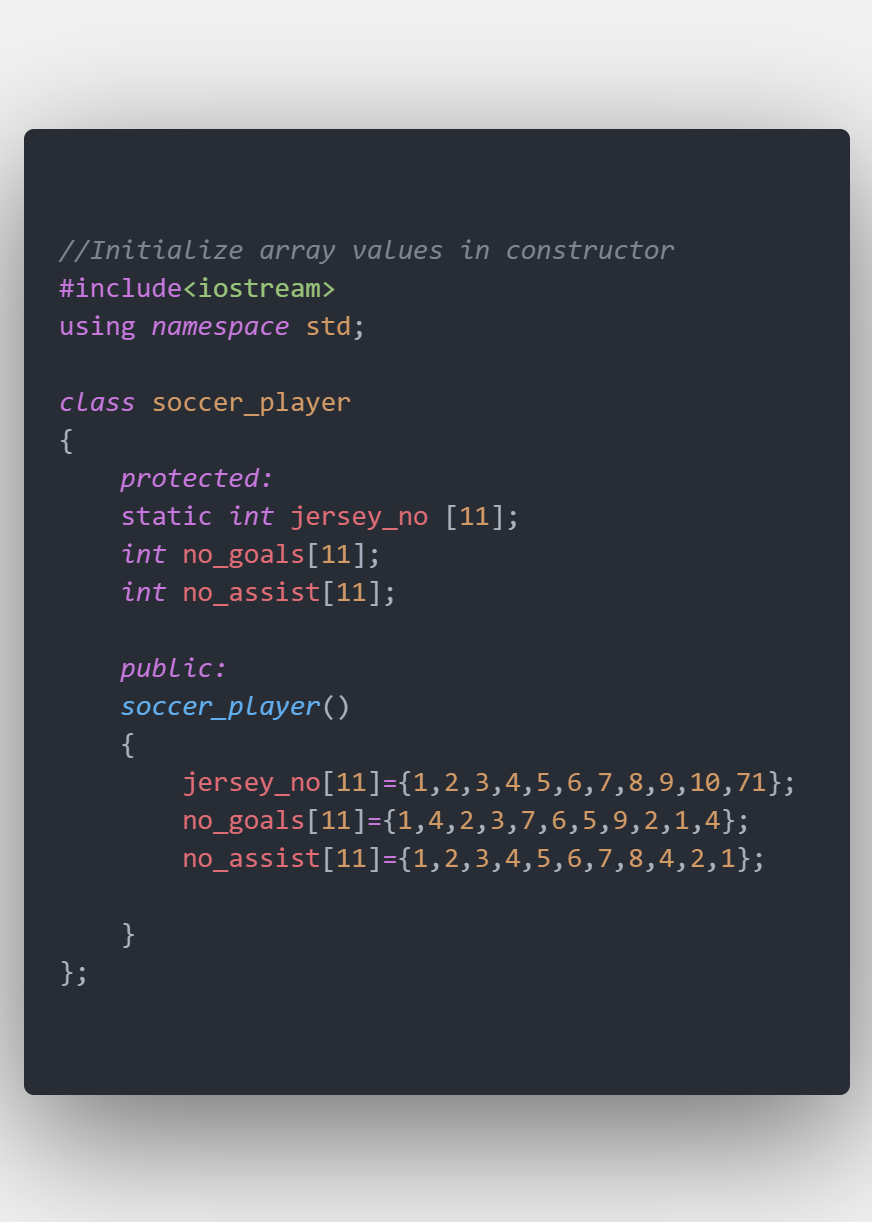 //Initialize array values in constructor
#include<iostream>
using namespace std;
class soccer_player
{
protected:
static int jersey_no [11];
int no_goals[11];
int no_assist[11];
public:
soccer_player()
{
jersey_no[11]={1,2,3,4,5,6,7,8,9,10,71};
no_goals[11]={1,4,2,3,7,6,5,9,2,1,4};
no_assist[11]={1,2,3,4,5,6,7,8,4,2,1};
}
};